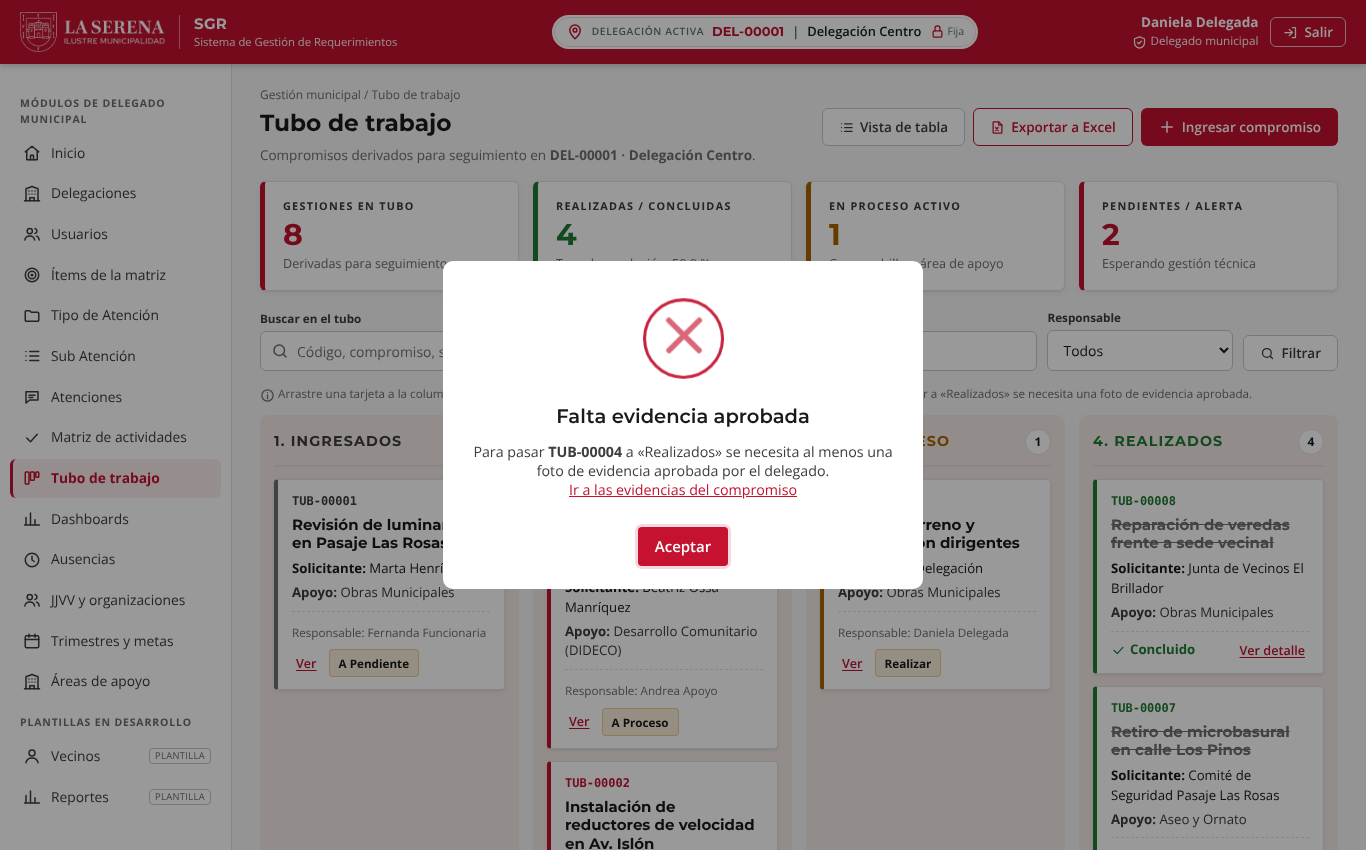 LA SERENA
ILUSTRE MUNICIPALIDAD
SGR
Sistema de Gestión de Requerimientos
DELEGACIÓN ACTIVA DEL-00001 | Delegación Centro Fija
Daniela Delegada
Delegado municipal
Salir
MÓDULOS DE DELEGADO
MUNICIPAL
Inicio
Delegaciones
Usuarios
Ítems de la matriz
Tipo de Atención
Sub Atención
Atenciones
Matriz de actividades
Tubo de trabajo
Dashboards
Ausencias
JJVV y organizaciones
Trimestres y metas
Áreas de apoyo
PLANTILLAS EN DESARROLLO
Vecinos PLANTILLA
Reportes PLANTILLA
Gestión municipal / Tubo de trabajo
Tubo de trabajo
Compromisos derivados para seguimiento en DEL-00001 · Delegación Centro.
Vista de tabla
Exportar a Excel
Ingresar compromiso
GESTIONES EN TUBO
8
Derivadas para seguimiento
REALIZADAS / CONCLUIDAS
4
EN PROCESO ACTIVO
1
área de apoyo
PENDIENTES / ALERTA
2
Esperando gestión técnica
Buscar en el tubo
Código, compromiso, s
Responsable
Todos
Filtrar
Arrastre una tarjeta a la colum
r a «Realizados» se necesita una foto de evidencia aprobada.
Falta evidencia aprobada
Para pasar TUB-00004 a «Realizados» se necesita al menos una
foto de evidencia aprobada por el delegado.
Ir a las evidencias del compromiso
Aceptar
1. INGRESADOS
TUB-00001
Revisión de lumina
en Pasaje Las Rosas
Solicitante: Marta Henrí
Apoyo: Obras Municipales
Responsable: Fernanda Funcionaria
Ver
A Pendiente
Solicitante: Beatriz Ossa
Manríquez
Apoyo: Desarrollo Comunitario
(DIDECO)
Responsable: Andrea Apoyo
Ver
A Proceso
TUB-00002
Instalación de
reductores de velocidad
en Av. Islón
ESO
1
rreno y
n dirigentes
elegación
Apoyo: Obras Municipales
Responsable: Daniela Delegada
Ver
Realizar
4. REALIZADOS
4
TUB-00008
Reparación de veredas
frente a sede vecinal
Solicitante: Junta de Vecinos El
Brillador
Apoyo: Obras Municipales
Concluido
Ver detalle
TUB-00007
Retiro de microbasural
en calle Los Pinos
Solicitante: Comité de
Seguridad Pasaje Las Rosas
Apoyo: Aseo y Ornato